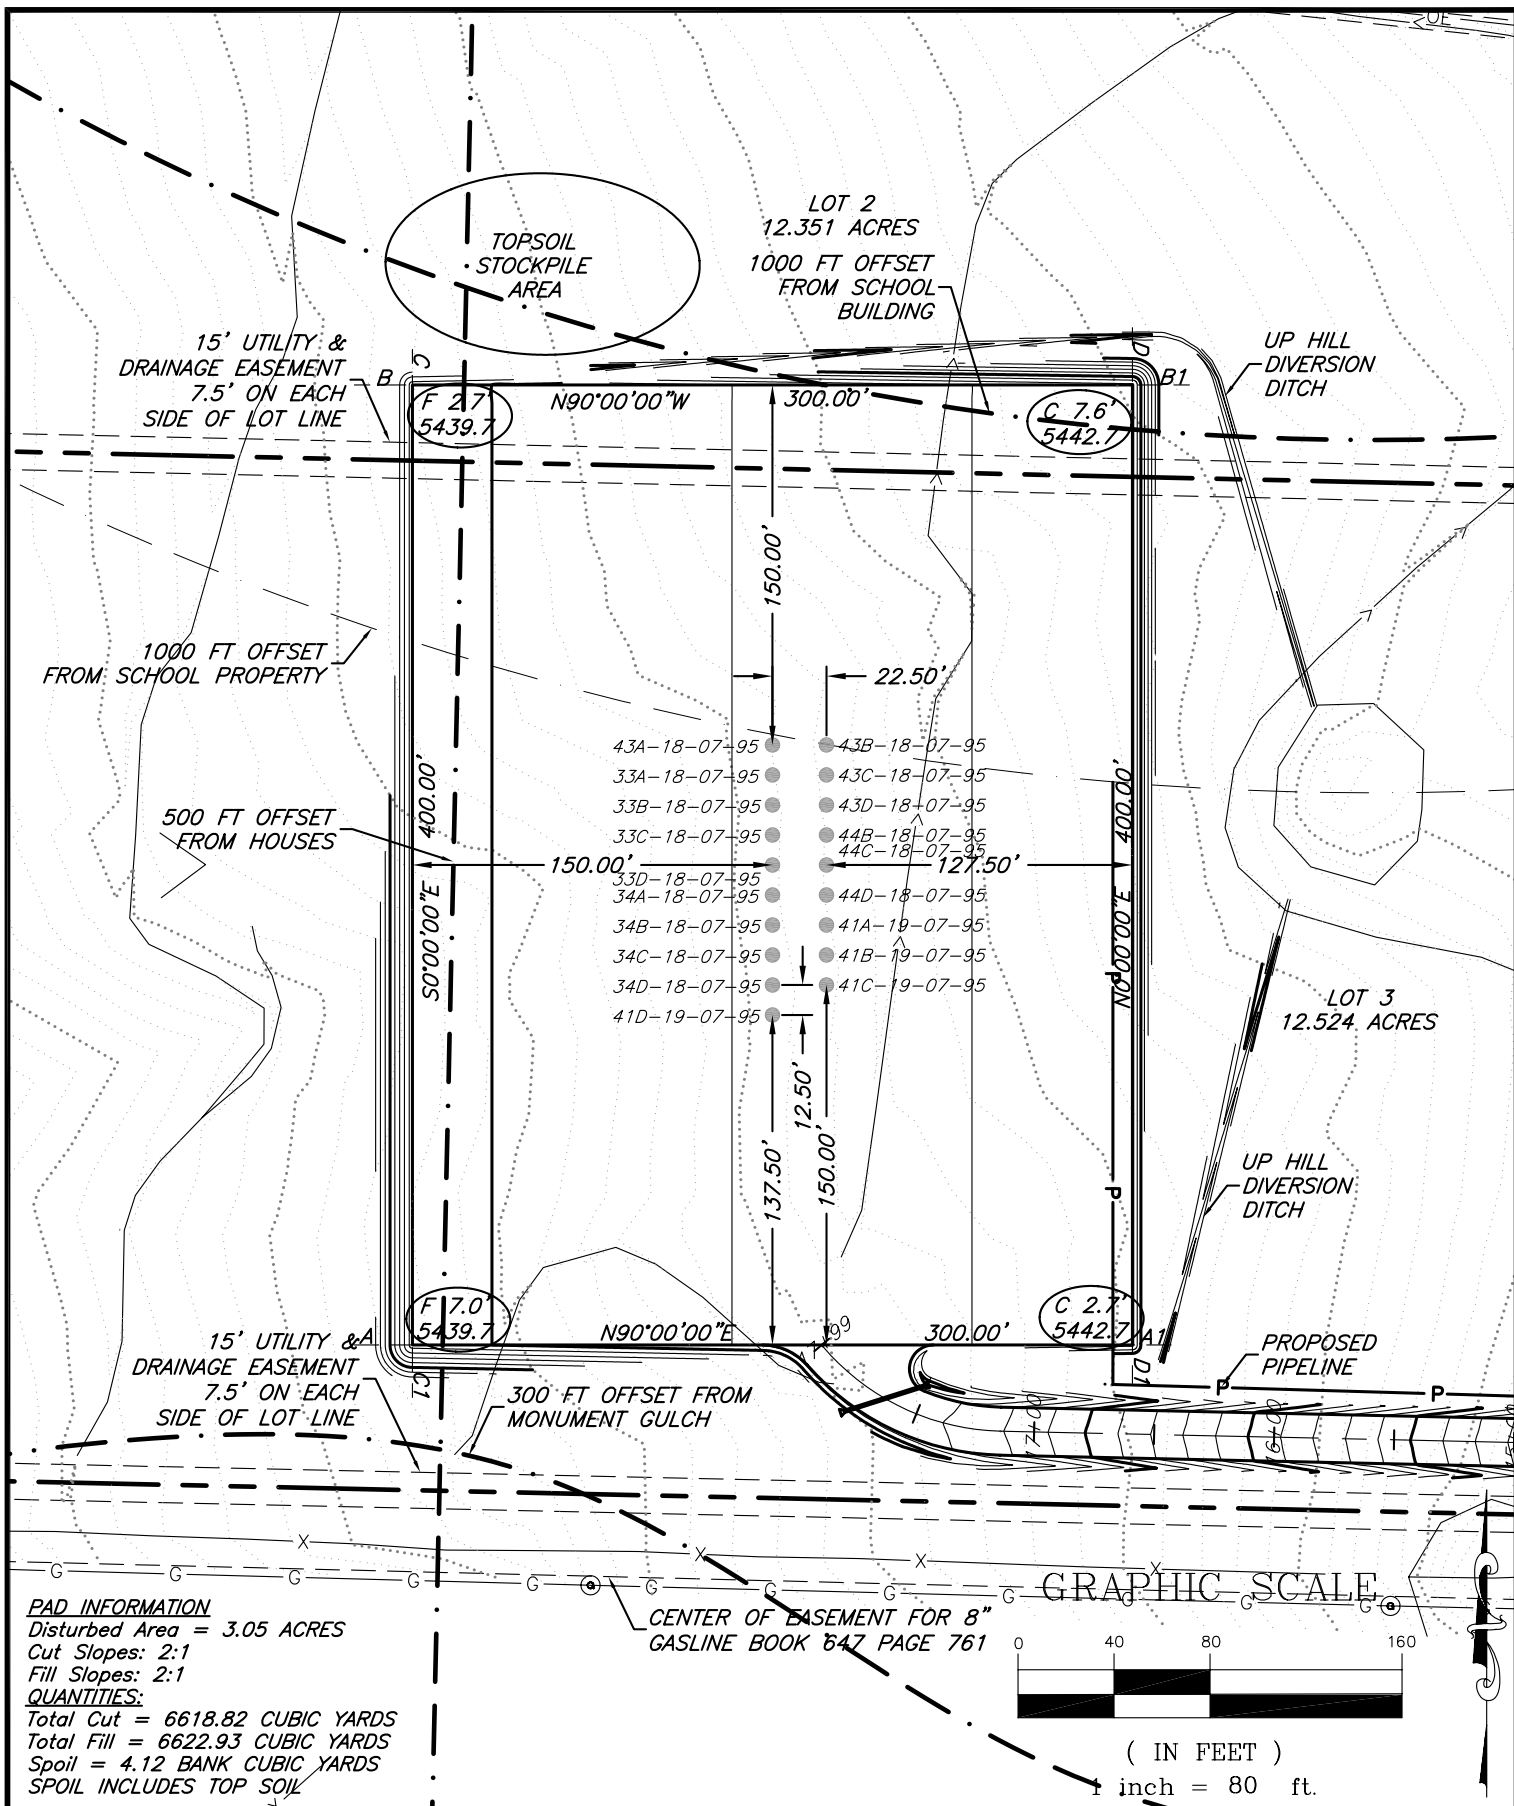 OE
LOT 2
12.351 ACRES
TOPSOIL
STOCKPILE
AREA
1000 FT OFFSET
FROM SCHOOL
BUILDING
15' UTILITY &
DRAINAGE EASEMENT
7.5' ON EACH
SIDE OF LOT LINE
UP HILL
DIVERSION
DITCH
C
D
B
B1
F 2.7'
5439.7
N90°00'00"W
300.00'
C 7.6'
5442.7
150.00'
1000 FT OFFSET
FROM SCHOOL PROPERTY
22.50'
43A-18-07-95
43B-18-07-95
33A-18-07-95
43C-18-07-95
33B-18-07-95
43D-18-07-95
33C-18-07-95
44B-18-07-95
44C-18-07-95
400.00'
400.00'
500 FT OFFSET
FROM HOUSES
150.00'
127.50'
33D-18-07-95
34A-18-07-95
44D-18-07-95
34B-18-07-95
41A-19-07-95
34C-18-07-95
41B-19-07-95
34D-18-07-95
41C-19-07-95
41D-19-07-95
S0°00'00"E
N0°00'00"E
P
LOT 3
12.524 ACRES
12.50'
137.50'
150.00'
P
UP HILL
DIVERSION
DITCH
F 7.0'
5439.7
N90°00'00"E
300.00'
C 2.7'
5442.7
A
A1
C1
D1
17+99
15' UTILITY &
DRAINAGE EASEMENT
7.5' ON EACH
SIDE OF LOT LINE
300 FT OFFSET FROM
MONUMENT GULCH
PROPOSED
PIPELINE
P P
17+00
16+00
X X X X
G G G G G G G G G G G G
CENTER OF EASEMENT FOR 8"
GASLINE BOOK 647 PAGE 761
PAD INFORMATION
Disturbed Area = 3.05 ACRES
Cut Slopes: 2:1
Fill Slopes: 2:1
QUANTITIES:
Total Cut = 6618.82 CUBIC YARDS
Total Fill = 6622.93 CUBIC YARDS
Spoil = 4.12 BANK CUBIC YARDS
SPOIL INCLUDES TOP SOIL
GRAPHIC SCALE
0 40 80 160
( IN FEET )
1 inch = 80 ft.